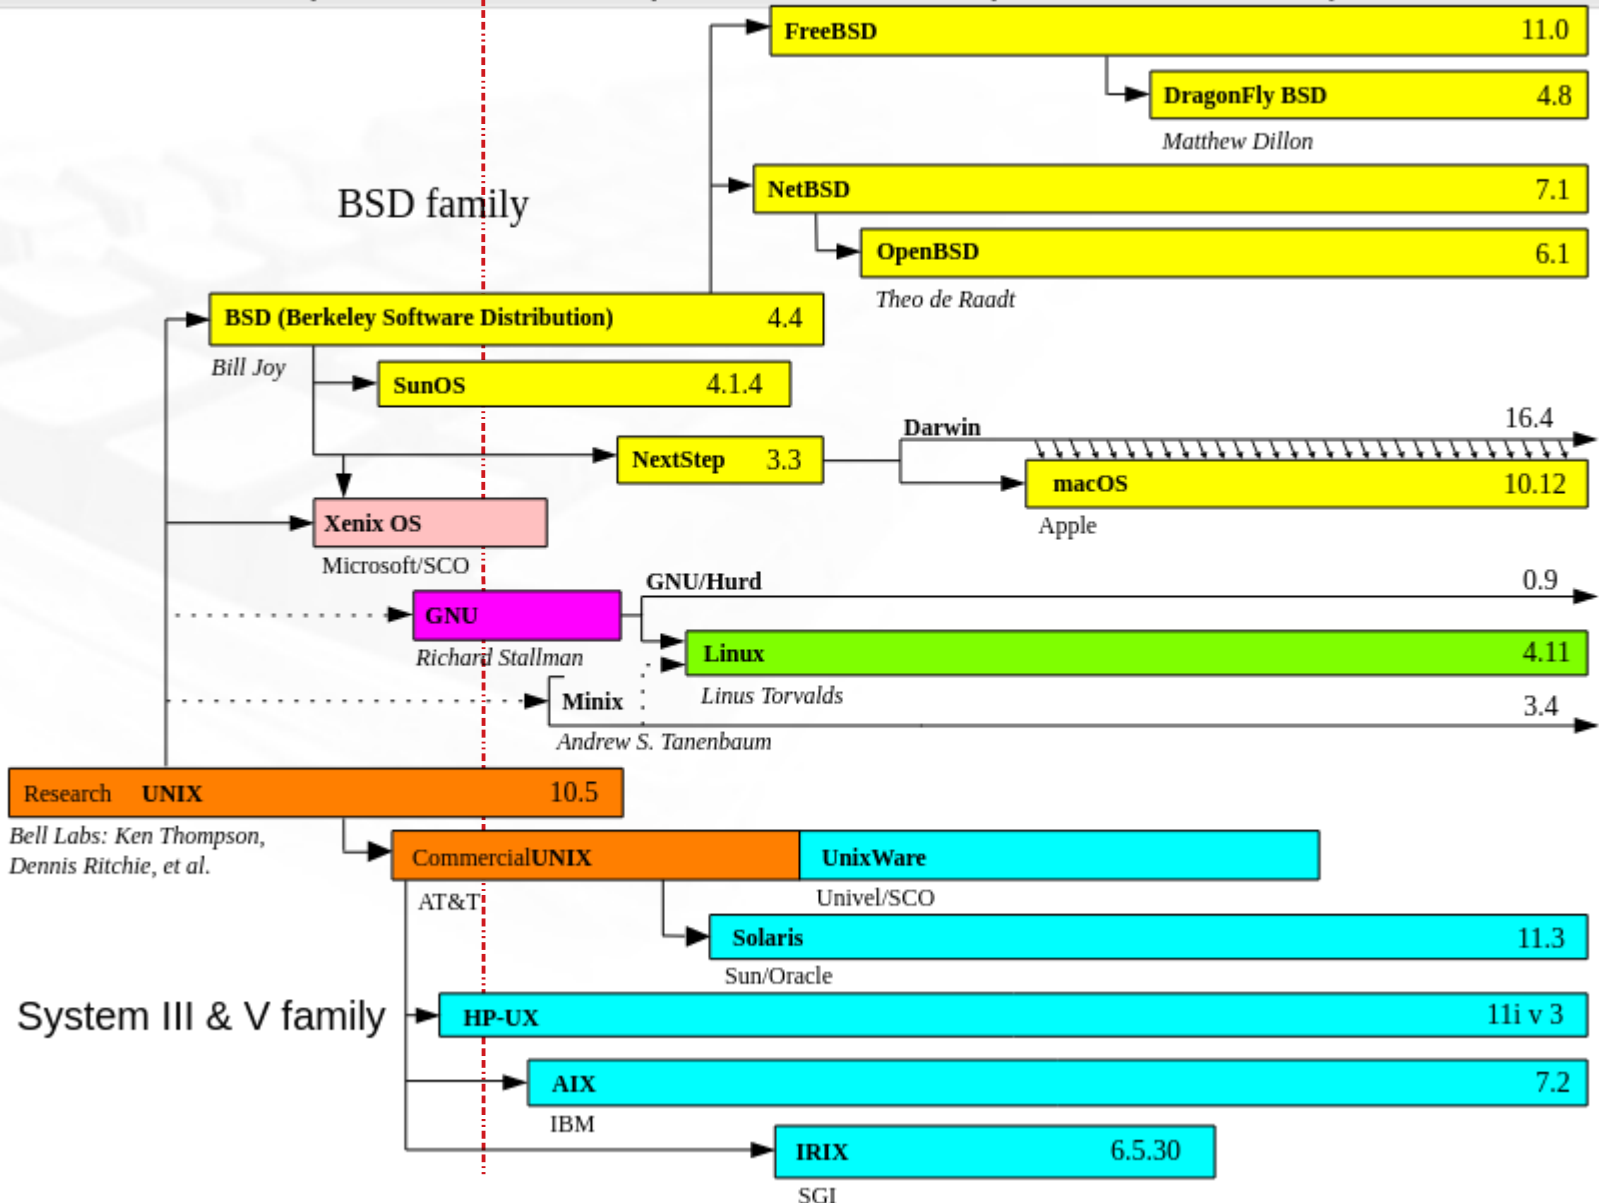 FreeBSD 11.0
DragonFly BSD 4.8
Matthew Dillon
NetBSD 7.1
BSD family
OpenBSD 6.1
Theo de Raadt
BSD (Berkeley Software Distribution) 4.4
Bill Joy
SunOS 4.1.4
Darwin 16.4
NextStep 3.3
macOS 10.12
Apple
Xenix OS
Microsoft/SCO
GNU/Hurd 0.9
GNU
Richard Stallman
Linux 4.11
Linus Torvalds
Minix 3.4
Andrew S. Tanenbaum
Research UNIX 10.5
Bell Labs: Ken Thompson,
Dennis Ritchie, et al.
CommercialUNIX UnixWare
AT&T Univel/SCO
Solaris 11.3
Sun/Oracle
System III & V family
HP-UX 11i v 3
AIX 7.2
IBM
IRIX 6.5.30
SGI